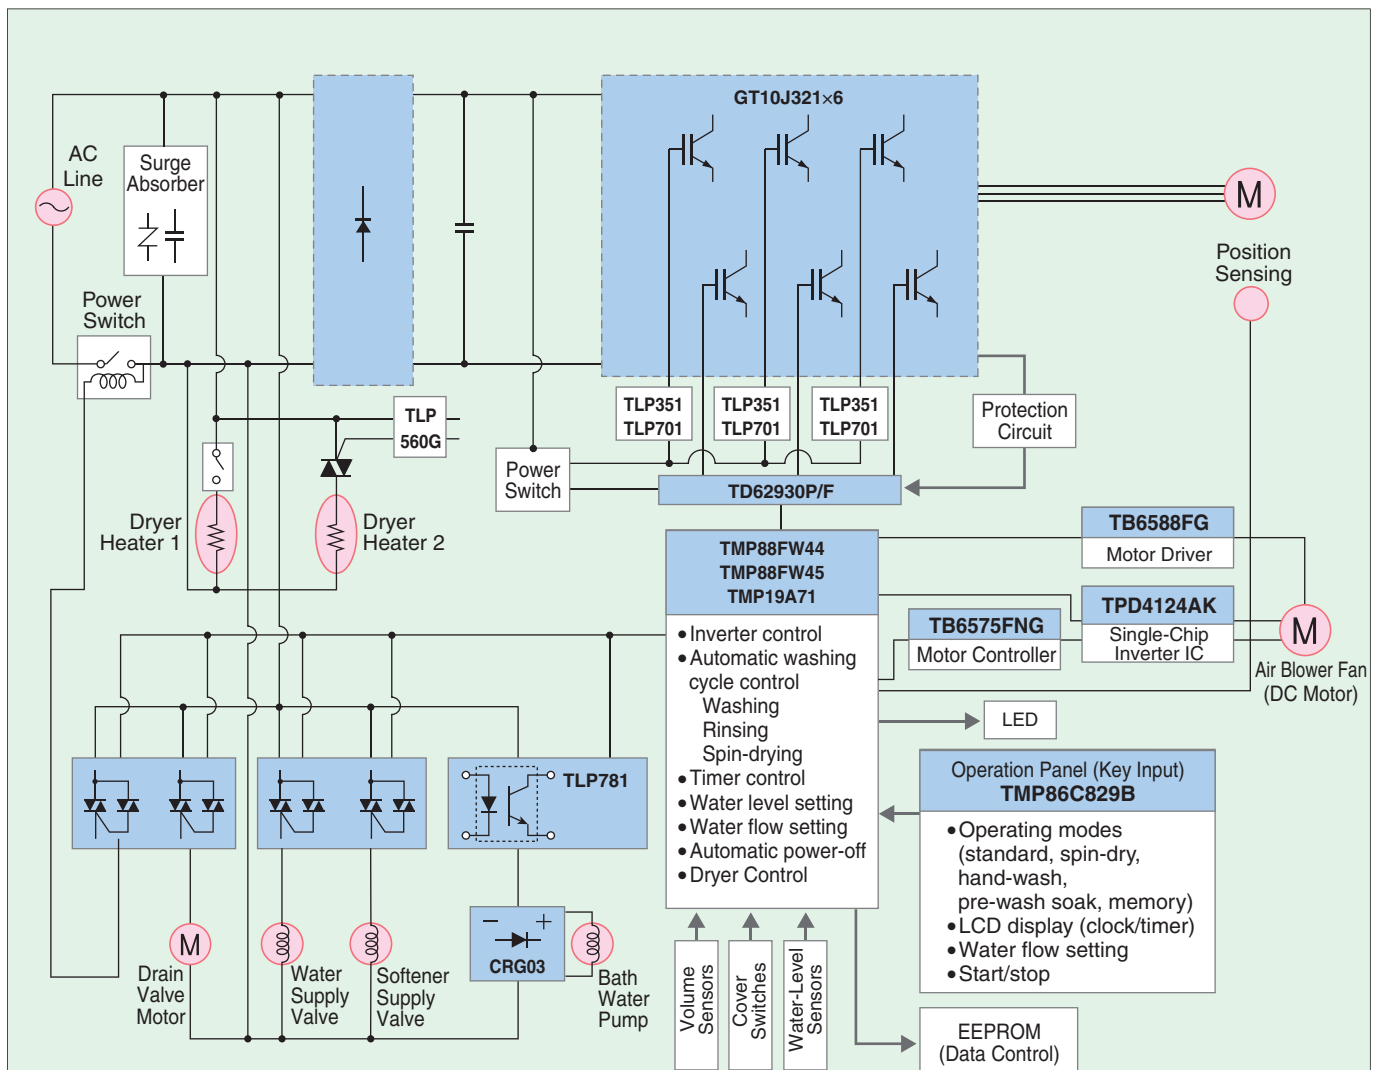 GT10J321×6
AC
Line
Surge
Absorber
M
Position
Sensing
Power
Switch
TLP
560G
TLP351
TLP701
TLP351
TLP701
TLP351
TLP701
Protection
Circuit
Power
Switch
TD62930P/F
Dryer
Heater 1
Dryer
Heater 2
TMP88FW44
TMP88FW45
TMP19A71
• Inverter control
• Automatic washing
cycle control
Washing
Rinsing
Spin-drying
• Timer control
• Water level setting
• Water flow setting
• Automatic power-off
• Dryer Control
TB6588FG
Motor Driver
TPD4124AK
Single-Chip
Inverter IC
TB6575FNG
Motor Controller
M
Air Blower Fan
(DC Motor)
LED
Operation Panel (Key Input)
TMP86C829B
• Operating modes
(standard, spin-dry,
hand-wash,
pre-wash soak, memory)
• LCD display (clock/timer)
• Water flow setting
• Start/stop
TLP781
− +
CRG03
M
Drain
Valve
Motor
Water
Supply
Valve
Softener
Supply
Valve
Bath
Water
Pump
Volume
Sensors
Cover
Switches
Water-Level
Sensors
EEPROM
(Data Control)